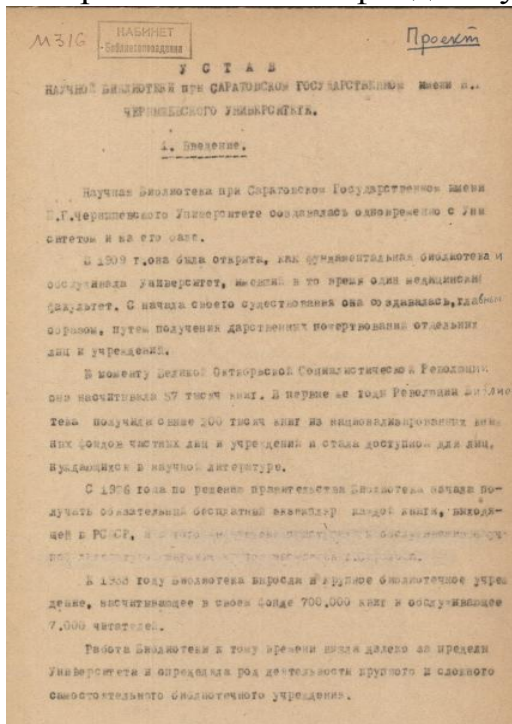 М316
КАБИНЕТ
Библиотековедения
Проект
У С Т А В
НАУЧНОЙ БИБЛИОТЕКИ при САРАТОВСКОМ ГОСУДАРСТВЕННОМ имени Н..
ЧЕРНЫШЕВСКОГО
1. Введение.
Научная Библиотека при Саратовском Государственном имени
Н.Г.Чернышевского Университете создавалась одновременно с Уни
ситетом и на его базе.
В 1909 г.она была открыта, как фундаментальная библиотека и
обслуживала Университет, имевший в то время один медицинский
факультет. С начала своего существования она создавалась,главным
образом, путем получения дарственных пожертвований отдельных
лиц и учреждений.
К моменту Великой Октябрьской Социалистической Революции
она насчитывала 57 тысяч книг. В первые же годы Революции Библио-
тека получила свыше 200 тысяч книг из национализированных книж
ных фондов частных лиц и учреждений и стала доступной для лиц,
нуждающихся в научной литературе.
С 1926 года по решению правительства Библиотека начала по-
лучать обязательный бесплатный экземпляр каждой книги, выходя-
щей в РСФСР,
К году Библиотека выросла в крупное библиотечное учреж
дение, насчитывающее в своем фонде 700.000 книг и обслуживающее
7.000 читателей.
Работа Библиотеки к тому времени вышла далеко за пределы
Университета и определила род деятельности крупного и сложного
самостоятельного библиотечного учреждения.